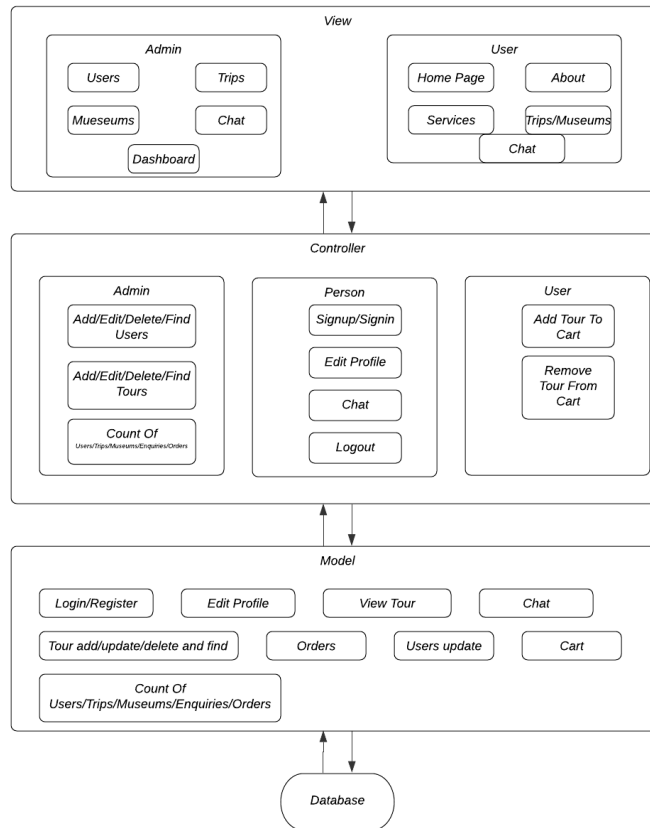 View
Admin
Users
Trips
Mueseums
Chat
Dashboard
User
Home Page
About
Services
Trips/Museums
Chat
Controller
Admin
Add/Edit/Delete/Find
Users
Add/Edit/Delete/Find
Tours
Count Of
Users/Trips/Museums/Enquiries/Orders
Person
Signup/Signin
Edit Profile
Chat
Logout
User
Add Tour To
Cart
Remove
Tour From
Cart
Model
Login/Register
Edit Profile
View Tour
Chat
Tour add/update/delete and find
Orders
Users update
Cart
Count Of
Users/Trips/Museums/Enquiries/Orders
Database